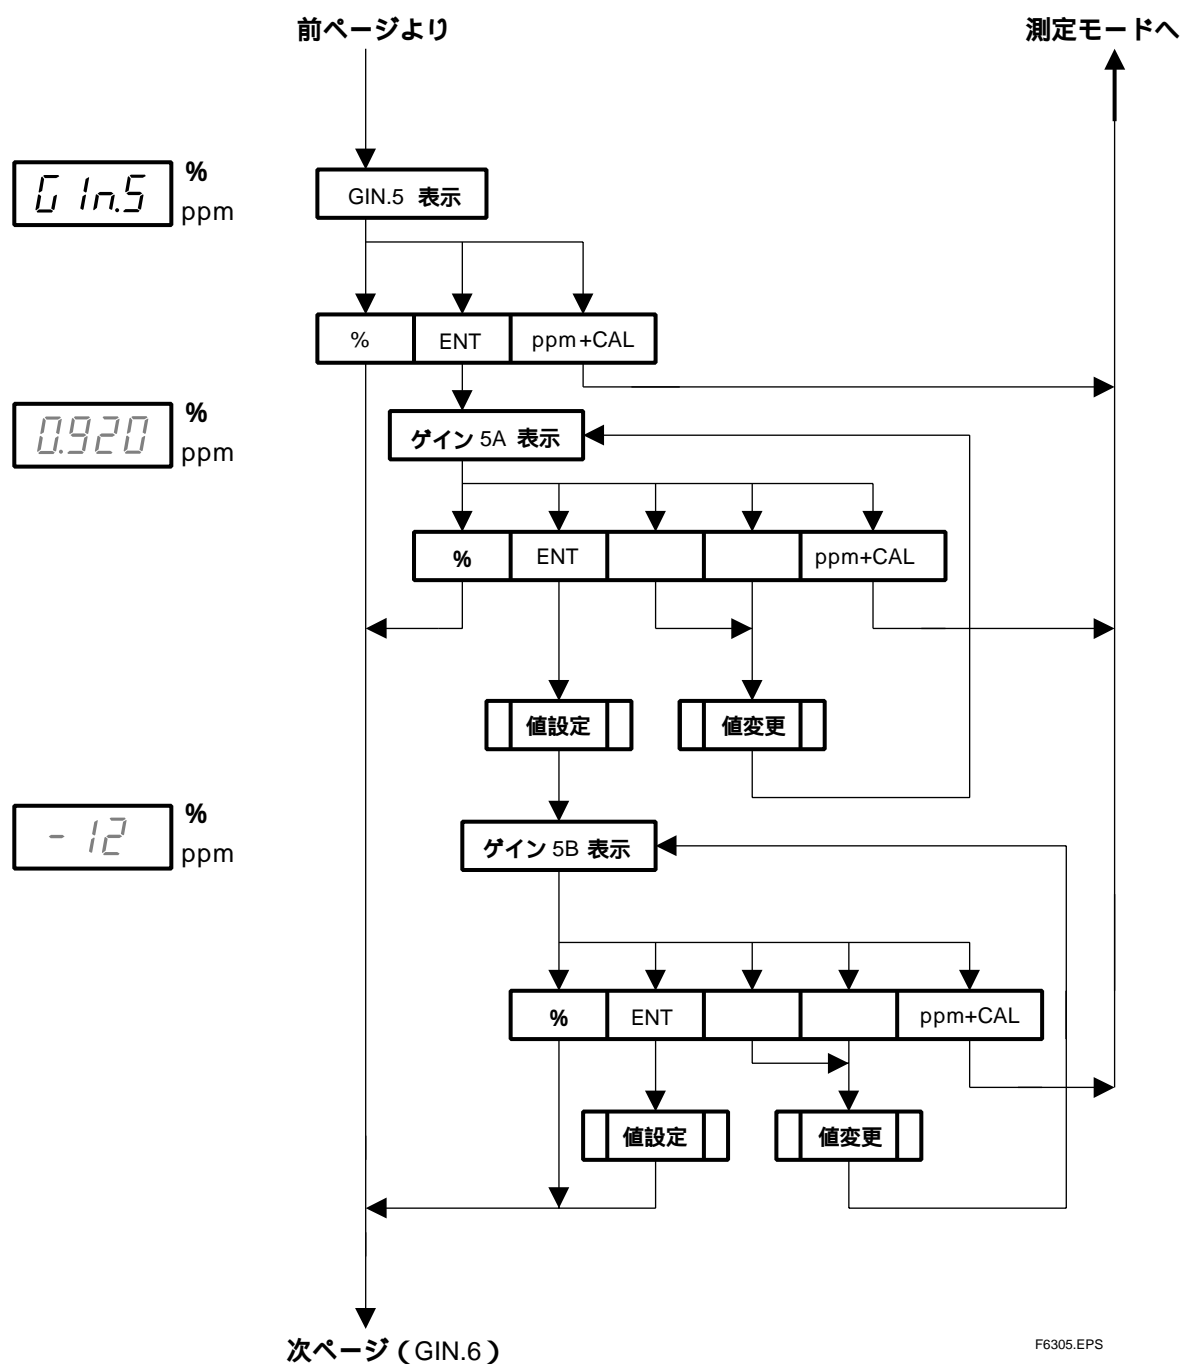 前ページより
測定モードへ
GIn.5
%
ppm
GIN.5 表示
% ENT ppm+CAL
0.920
%
ppm
ゲイン 5A 表示
% ENT ppm+CAL
値設定 値変更
-12
%
ppm
ゲイン 5B 表示
% ENT ppm+CAL
値設定 値変更
次ページ(GIN.6)
F6305.EPS